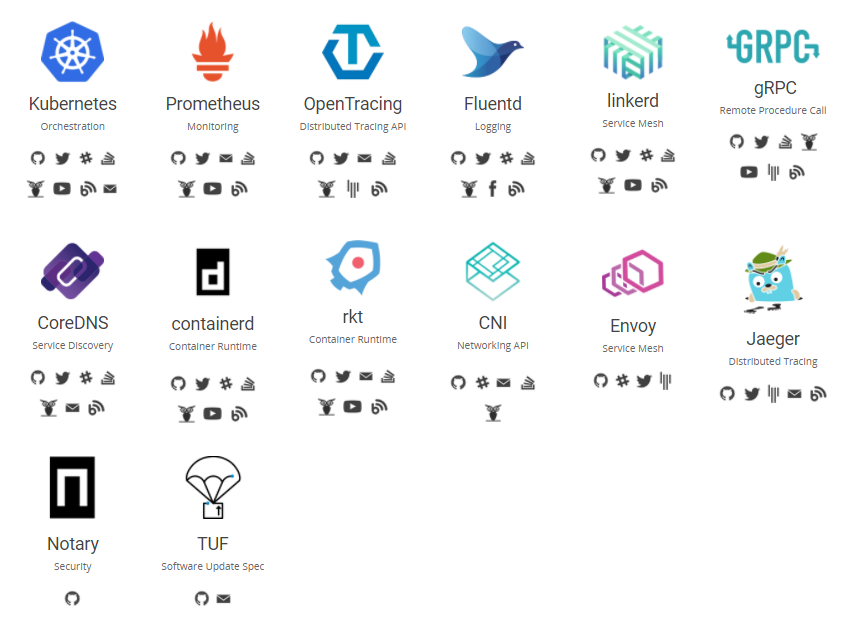 GRPC
Kubernetes
Orchestration
Prometheus
Monitoring
OpenTracing
Distributed Tracing API
Fluentd
Logging
linkerd
Service Mesh
gRPC
Remote Procedure Call
CoreDNS
Service Discovery
d
containerd
Container Runtime
rkt
Container Runtime
CNI
Networking API
Envoy
Service Mesh
Jaeger
Distributed Tracing
n
Notary
Security
TUF
Software Update Spec